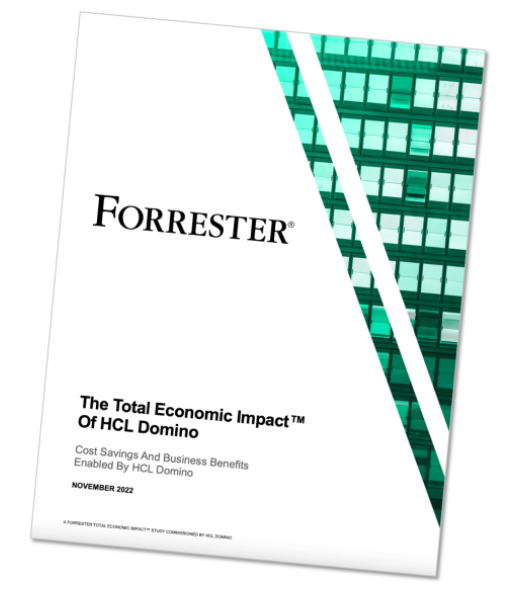 FORRESTER®
The Total Economic Impact™
Of HCL Domino
Cost Savings And Business Benefits
Enabled By HCL Domino
NOVEMBER 2022
A FORRESTER TOTAL ECONOMIC IMPACT™ STUDY COMMISSIONED BY HCL DOMINO